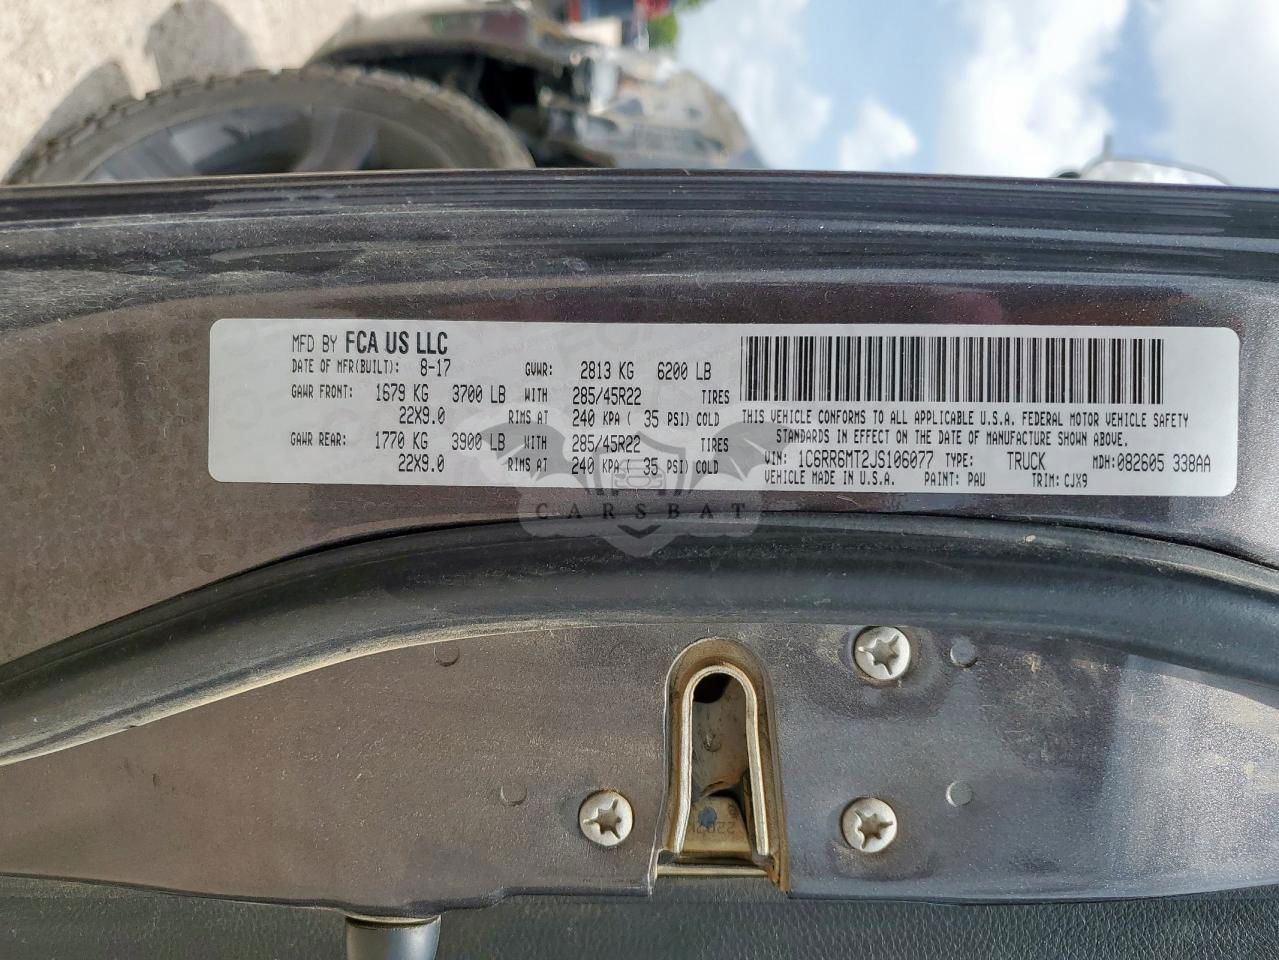 MFD BY FCA US LLC
DATE OF MFR(BUILT): 8-17 GVWR: 2813 KG 6200 LB
GAWR FRONT: 1679 KG 3700 LB WITH 285/45R22 TIRES
22X9.0 RIMS AT 240 KPA ( 35 PSI) COLD
GAWR REAR: 1770 KG 3900 LB WITH 285/45R22 TIRES
22X9.0 RIMS AT 240 KPA ( 35 PSI) COLD
THIS VEHICLE CONFORMS TO ALL APPLICABLE U.S.A. FEDERAL MOTOR VEHICLE SAFETY
STANDARDS IN EFFECT ON THE DATE OF MANUFACTURE SHOWN ABOVE.
VIN: 1C6RR6MT2JS106077 TYPE: TRUCK MDH:082605 338AA
VEHICLE MADE IN U.S.A. PAINT: PAU TRIM: CJX9
CARSBAT